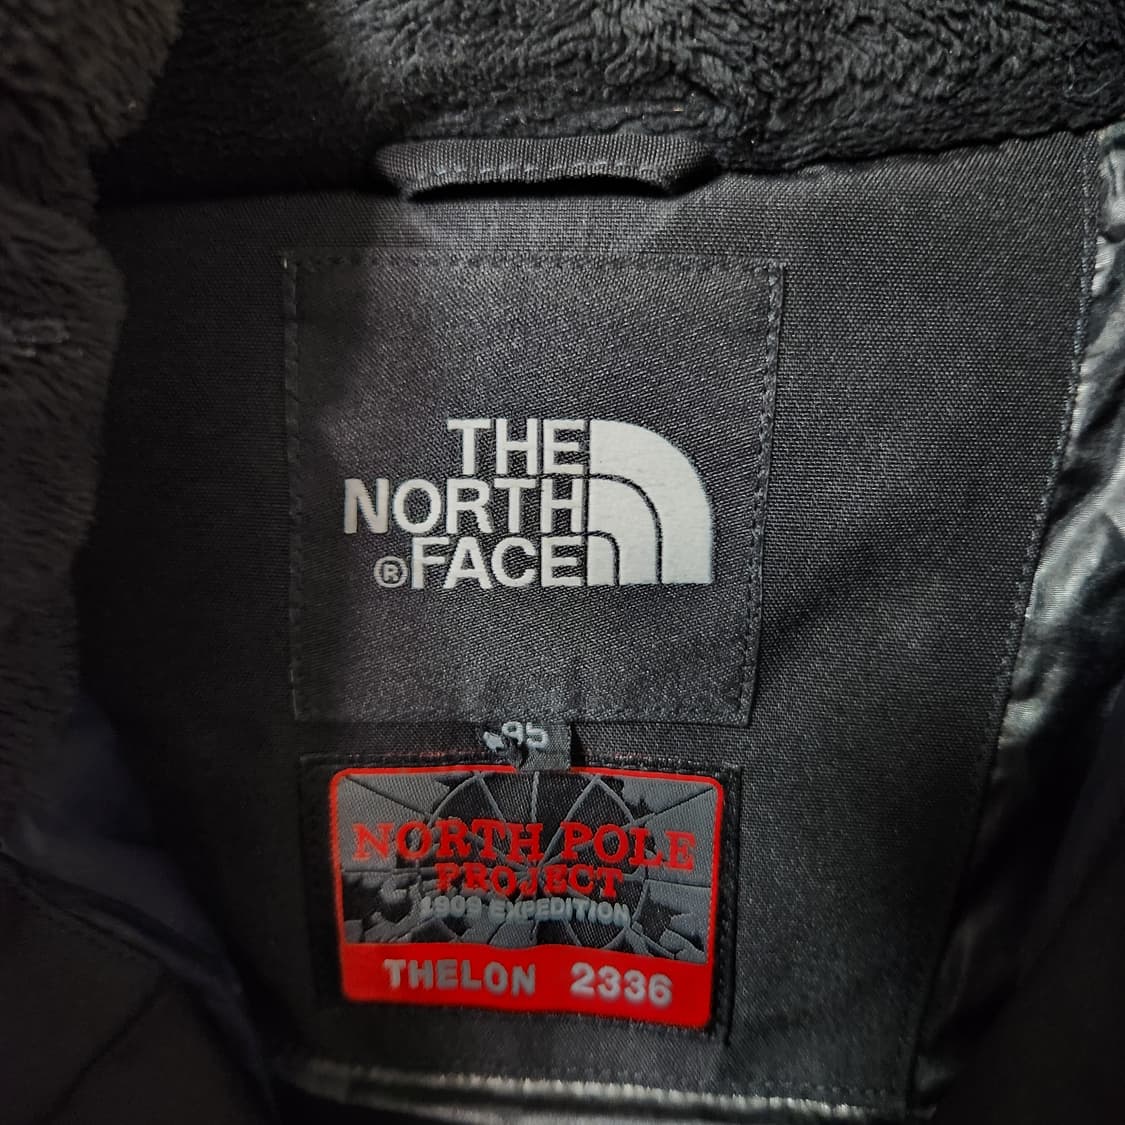 THE
NORTH
®FACE
95
NORTH POLE
PROJECT
1909 EXPEDITION
THELON 2336